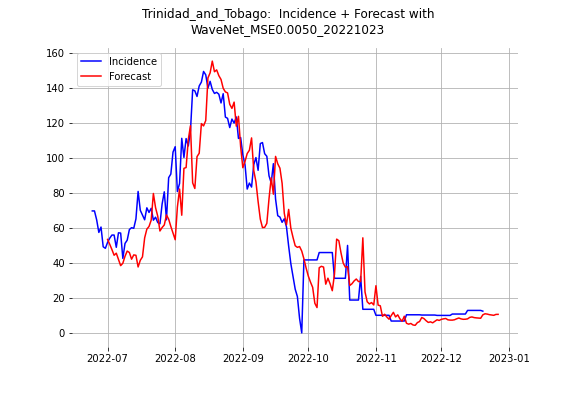 Trinidad_and_Tobago:  Incidence + Forecast with
WaveNet_MSE0.0050_20221023
Incidence
Forecast
160
140
120
100
80
60
40
20
0
2022-07 2022-08 2022-09 2022-10 2022-11 2022-12 2023-01